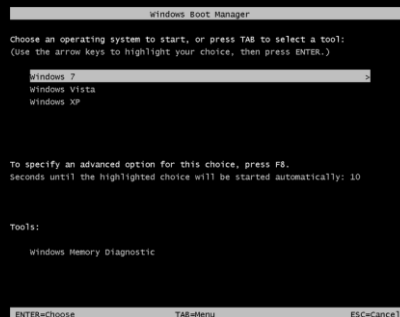 Windows Boot Manager
Choose an operating system to start, or press TAB to select a tool:
(Use the arrow keys to highlight your choice, then press ENTER.)
Windows 7 >
Windows Vista
Windows XP
To specify an advanced option for this choice, press F8.
Seconds until the highlighted choice will be started automatically: 10
Tools:
Windows Memory Diagnostic
ENTER=Choose TAB=Menu ESC=Cancel